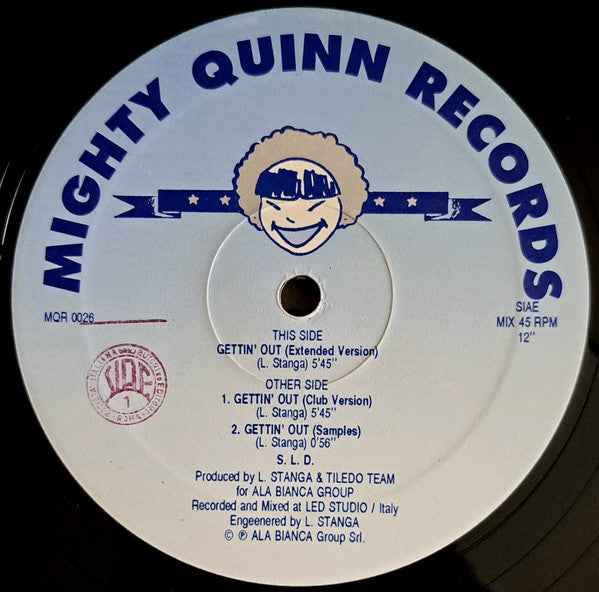 MIGHTY QUINN RECORDS
MQR 0026
SIAE
MIX 45 RPM
12"
THIS SIDE
GETTIN' OUT (Extended Version)
(L. Stanga) 5'45"
OTHER SIDE
1. GETTIN' OUT (Club Version)
(L. Stanga) 5'45"
2. GETTIN' OUT (Samples)
(L. Stanga) 0'56"
S. L. D.
Produced by L. STANGA & TILEDO TEAM
for ALA BIANCA GROUP
Recorded and Mixed at LED STUDIO / Italy
Engeenered by L. STANGA
© ℗ ALA BIANCA Group Srl.
1